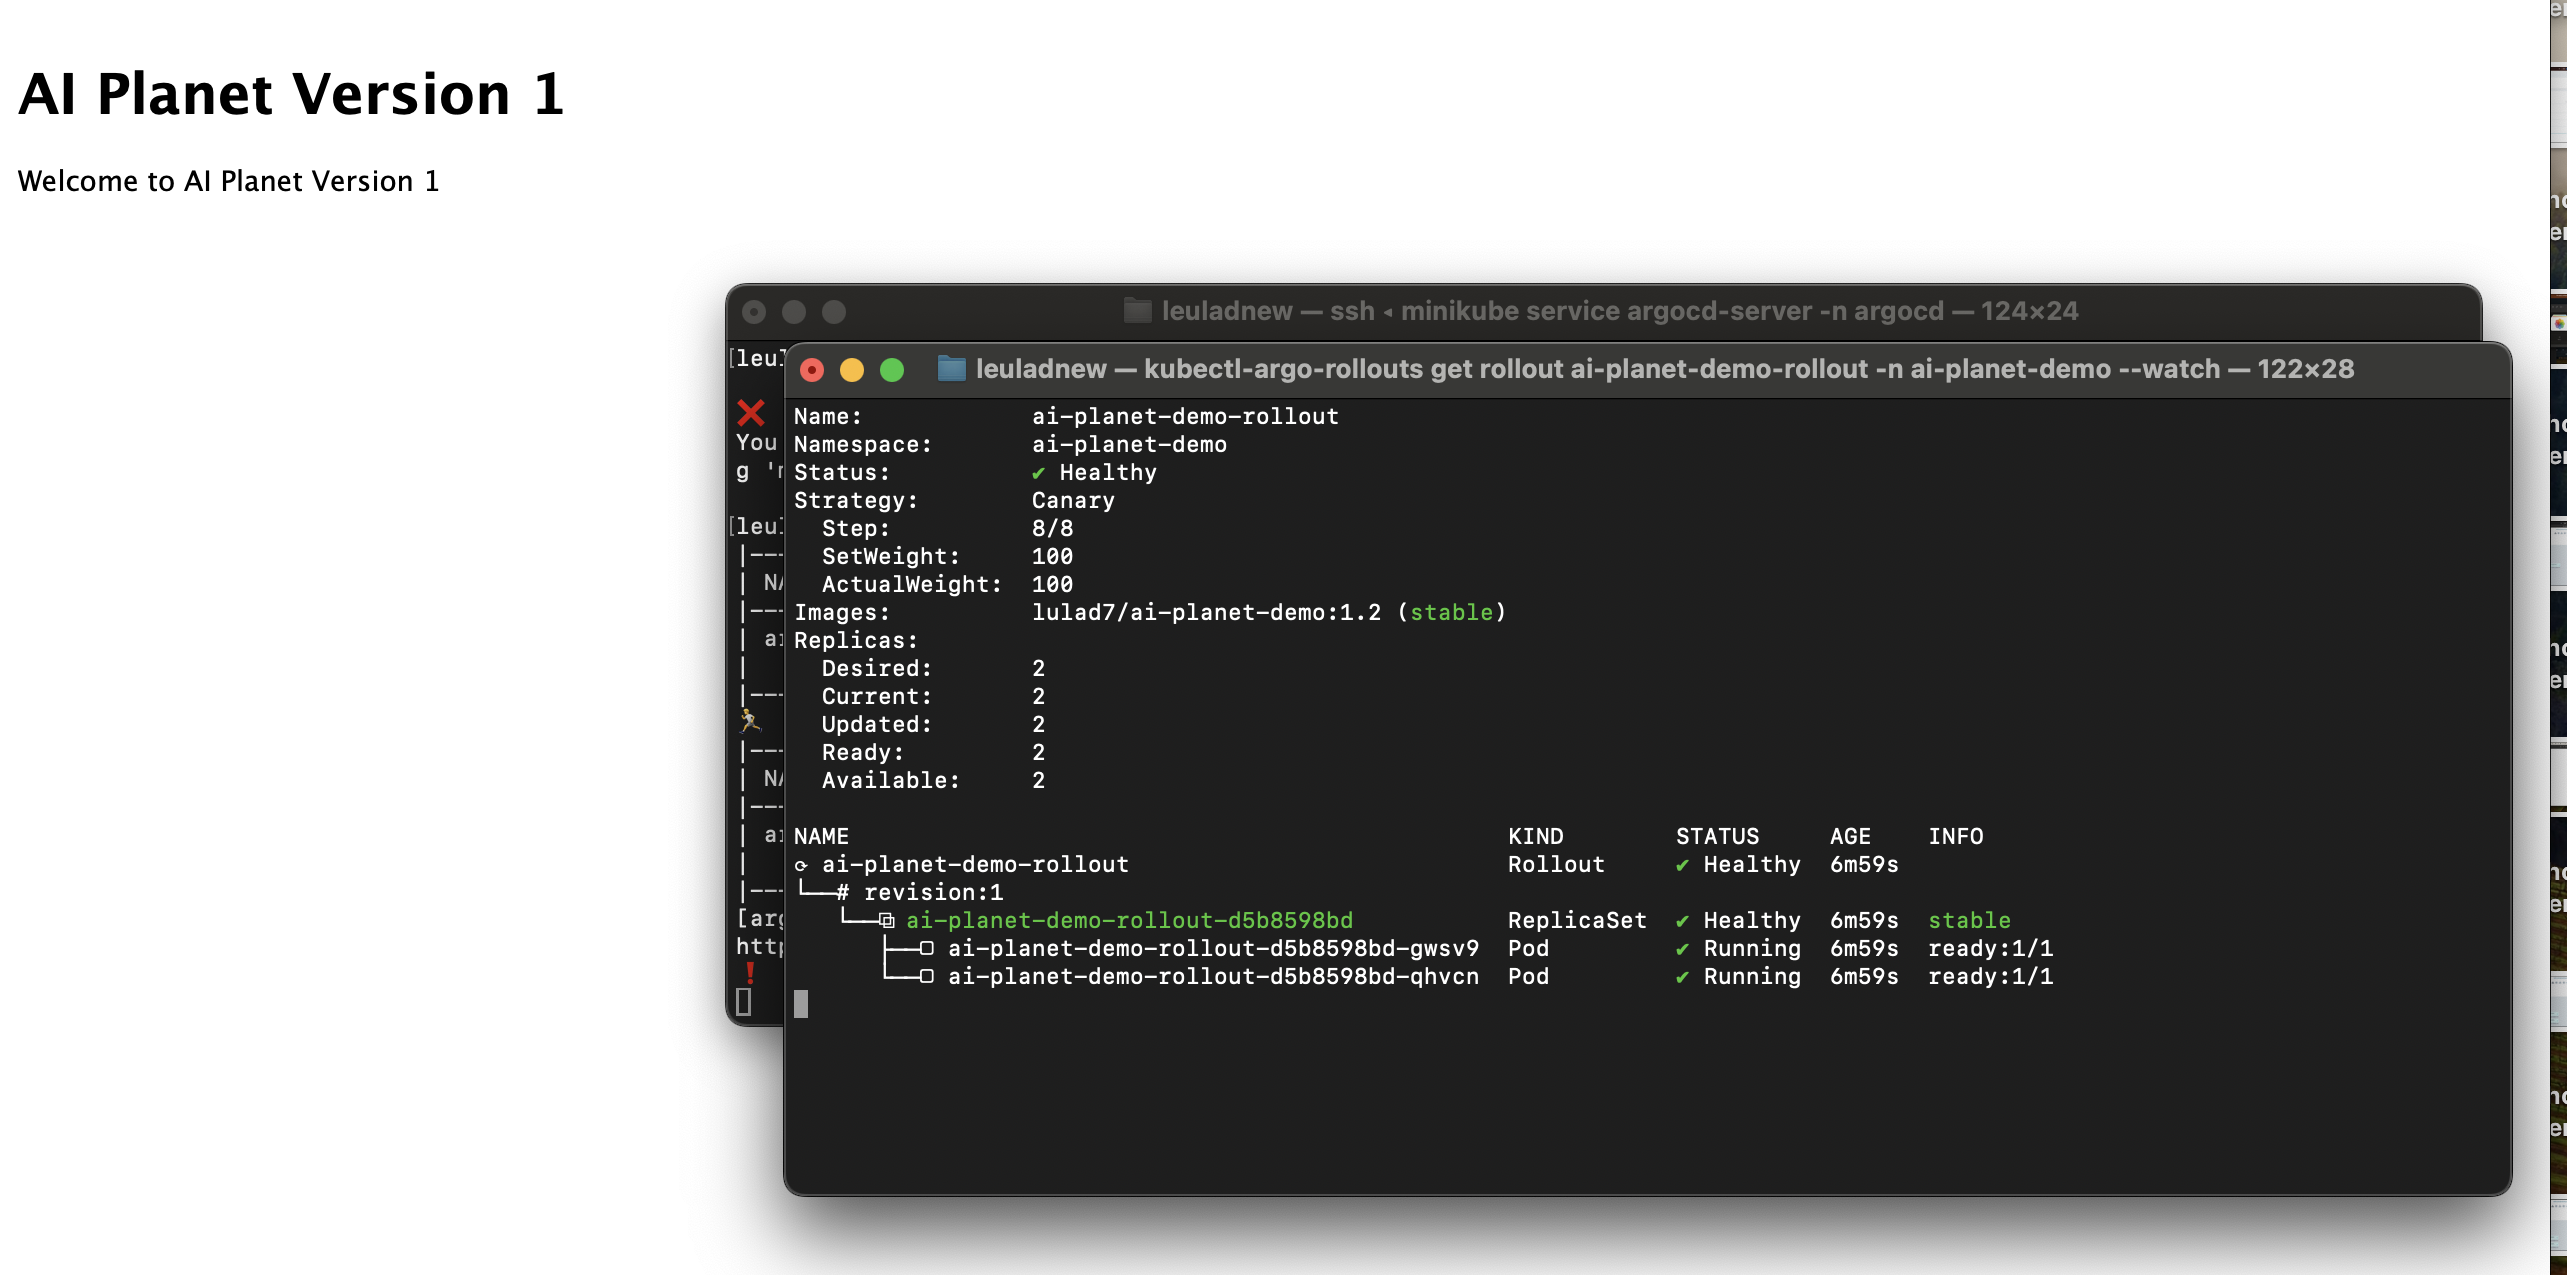 AI Planet Version 1
Welcome to AI Planet Version 1
leuladnew — ssh ◂ minikube service argocd-server -n argocd — 124×24
You
leuladnew — kubectl-argo-rollouts get rollout ai-planet-demo-rollout -n ai-planet-demo --watch — 122×28
Name: ai-planet-demo-rollout
Namespace: ai-planet-demo
Status: ✔ Healthy
Strategy: Canary
Step: 8/8
SetWeight: 100
ActualWeight: 100
Images: lulad7/ai-planet-demo:1.2 (stable)
Replicas:
Desired: 2
Current: 2
Updated: 2
Ready: 2
Available: 2
NAME KIND STATUS AGE INFO
⟳ ai-planet-demo-rollout Rollout ✔ Healthy 6m59s
└──# revision:1
└──⧉ ai-planet-demo-rollout-d5b8598bd ReplicaSet ✔ Healthy 6m59s stable
├──□ ai-planet-demo-rollout-d5b8598bd-gwsv9 Pod ✔ Running 6m59s ready:1/1
└──□ ai-planet-demo-rollout-d5b8598bd-qhvcn Pod ✔ Running 6m59s ready:1/1